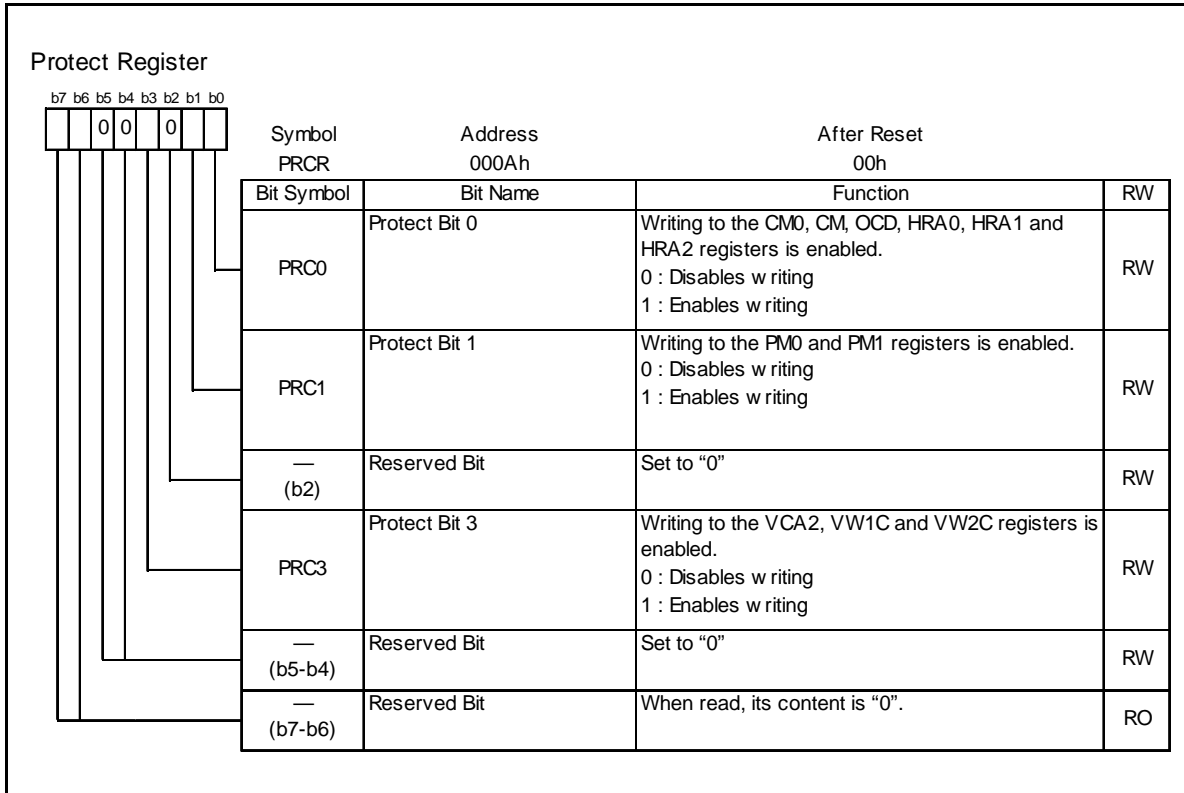 Protect Register
b7 b6 b5 b4 b3 b2 b1 b0
0 0 0
Symbol Address After Reset
PRCR 000Ah 00h
Bit Symbol Bit Name Function RW
PRC0 Protect Bit 0 Writing to the CM0, CM, OCD, HRA0, HRA1 and
HRA2 registers is enabled.
0 : Disables w riting
1 : Enables w riting RW
PRC1 Protect Bit 1 Writing to the PM0 and PM1 registers is enabled.
0 : Disables w riting
1 : Enables w riting RW
— Reserved Bit Set to “0” RW
(b2)
PRC3 Protect Bit 3 Writing to the VCA2, VW1C and VW2C registers is
enabled.
0 : Disables w riting
1 : Enables w riting RW
— Reserved Bit Set to “0” RW
(b5-b4)
— Reserved Bit When read, its content is “0”. RO
(b7-b6)